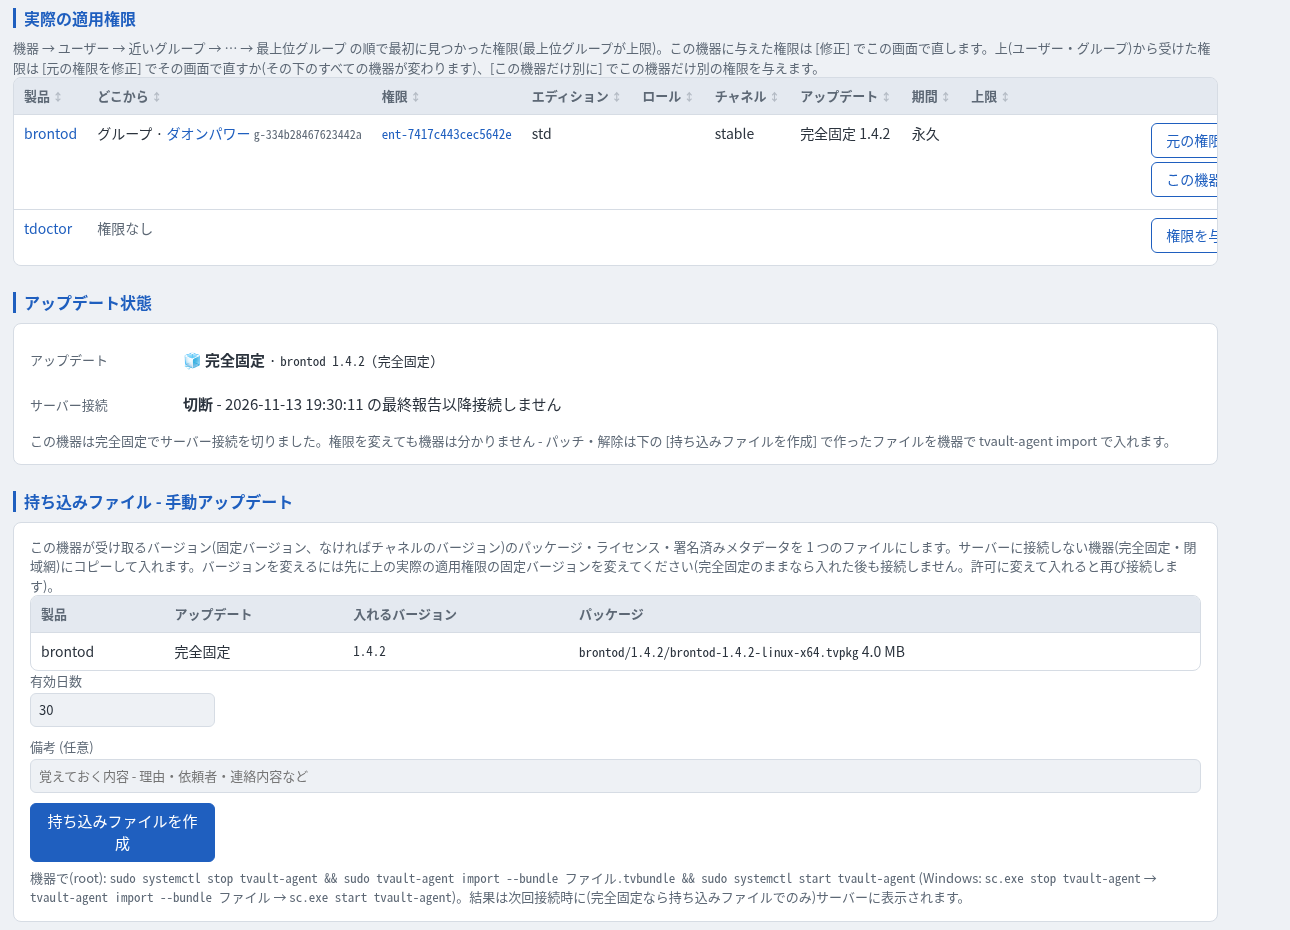 実際の適用権限
機器 → ユーザー → 近いグループ → … → 最上位グループ の順で最初に見つかった権限(最上位グループが上限)。この機器に与えた権限は [修正] でこの画面で直します。上(ユーザー・グループ)から受けた権
限は [元の権限を修正] でその画面で直すか(その下のすべての機器が変わります)、[この機器だけ別に] でこの機器だけ別の権限を与えます。
製品 ↕ どこから ↕ 権限 ↕ エディション ↕ ロール ↕ チャネル ↕ アップデート ↕ 期間 ↕ 上限 ↕
brontod グループ · ダオンパワー g-334b28467623442a ent-7417c443cec5642e std stable 完全固定 1.4.2 永久 元の権限
この機器
tdoctor 権限なし 権限を与
アップデート状態
アップデート 🧊 完全固定 · brontod 1.4.2 (完全固定)
サーバー接続 切断 - 2026-11-13 19:30:11 の最終報告以降接続しません
この機器は完全固定でサーバー接続を切りました。権限を変えても機器は分かりません - パッチ・解除は下の [持ち込みファイルを作成] で作ったファイルを機器で tvault-agent import で入れます。
持ち込みファイル - 手動アップデート
この機器が受け取るバージョン(固定バージョン、なければチャネルのバージョン)のパッケージ・ライセンス・署名済みメタデータを 1 つのファイルにします。サーバーに接続しない機器(完全固定・閉
域網)にコピーして入れます。バージョンを変えるには先に上の実際の適用権限の固定バージョンを変えてください(完全固定のままなら入れた後も接続しません。許可に変えて入れると再び接続しま
す)。
製品 アップデート 入れるバージョン パッケージ
brontod 完全固定 1.4.2 brontod/1.4.2/brontod-1.4.2-linux-x64.tvpkg 4.0 MB
有効日数
30
備考 (任意)
覚えておく内容 - 理由・依頼者・連絡内容など
持ち込みファイルを作
成
機器で(root): sudo systemctl stop tvault-agent && sudo tvault-agent import --bundle ファイル.tvbundle && sudo systemctl start tvault-agent (Windows: sc.exe stop tvault-agent →
tvault-agent import --bundle ファイル → sc.exe start tvault-agent)。結果は次回接続時に(完全固定なら持ち込みファイルでのみ)サーバーに表示されます。